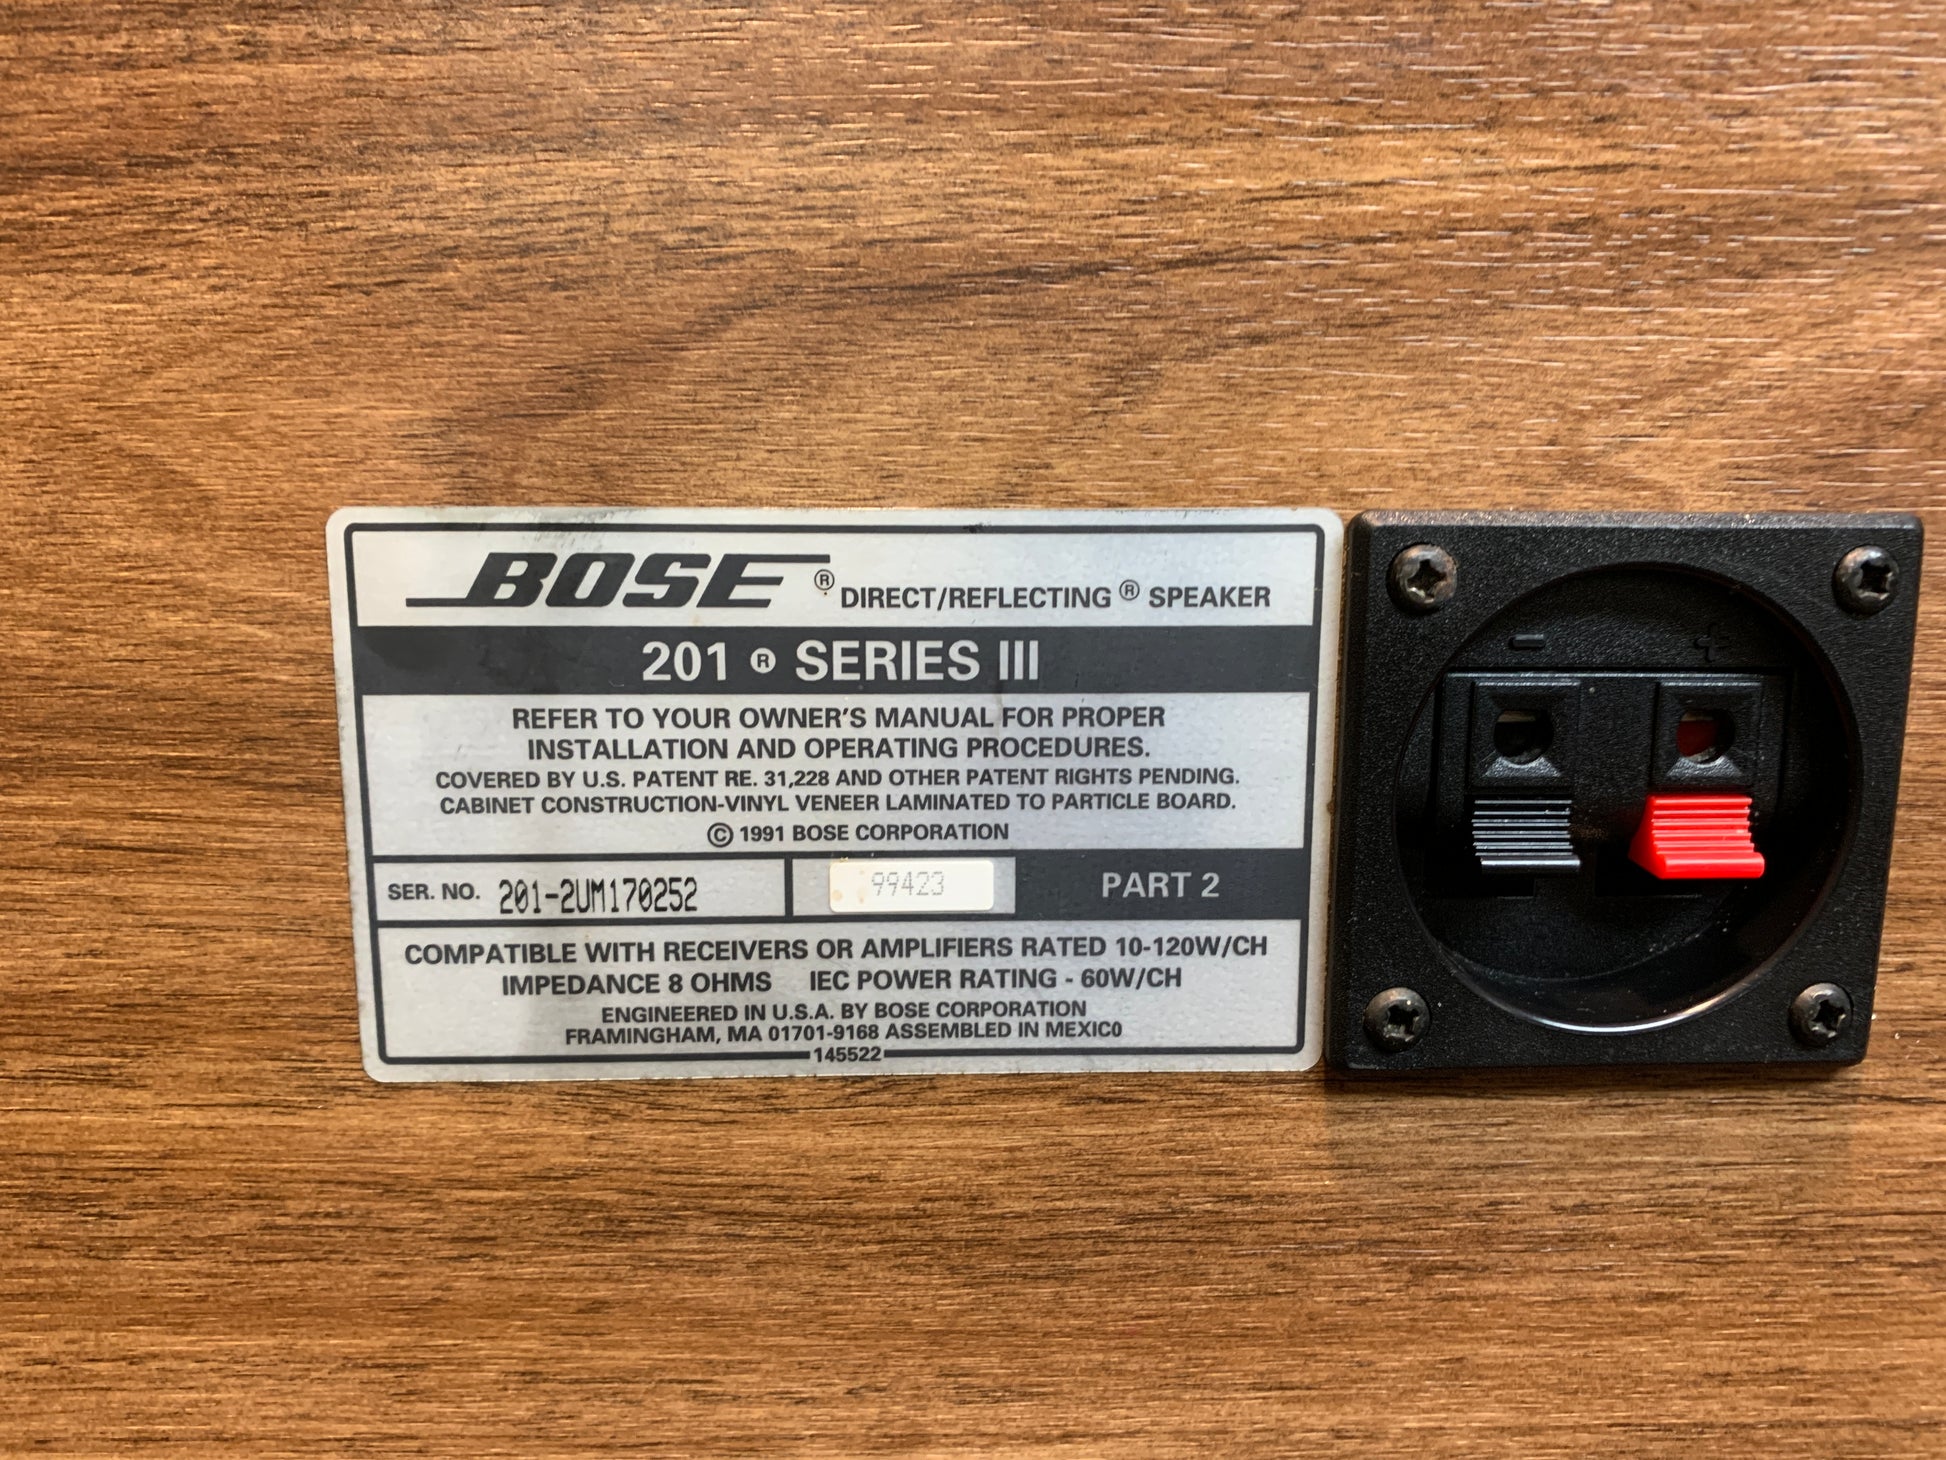 BOSE ® DIRECT/REFLECTING ® SPEAKER
201 ® SERIES III
REFER TO YOUR OWNER'S MANUAL FOR PROPER
INSTALLATION AND OPERATING PROCEDURES.
COVERED BY U.S. PATENT RE. 31,228 AND OTHER PATENT RIGHTS PENDING.
CABINET CONSTRUCTION-VINYL VENEER LAMINATED TO PARTICLE BOARD.
© 1991 BOSE CORPORATION
SER. NO. 201-2UM170252 99423 PART 2
COMPATIBLE WITH RECEIVERS OR AMPLIFIERS RATED 10-120W/CH
IMPEDANCE 8 OHMS IEC POWER RATING - 60W/CH
ENGINEERED IN U.S.A. BY BOSE CORPORATION
FRAMINGHAM, MA 01701-9168 ASSEMBLED IN MEXICO
145522
- +